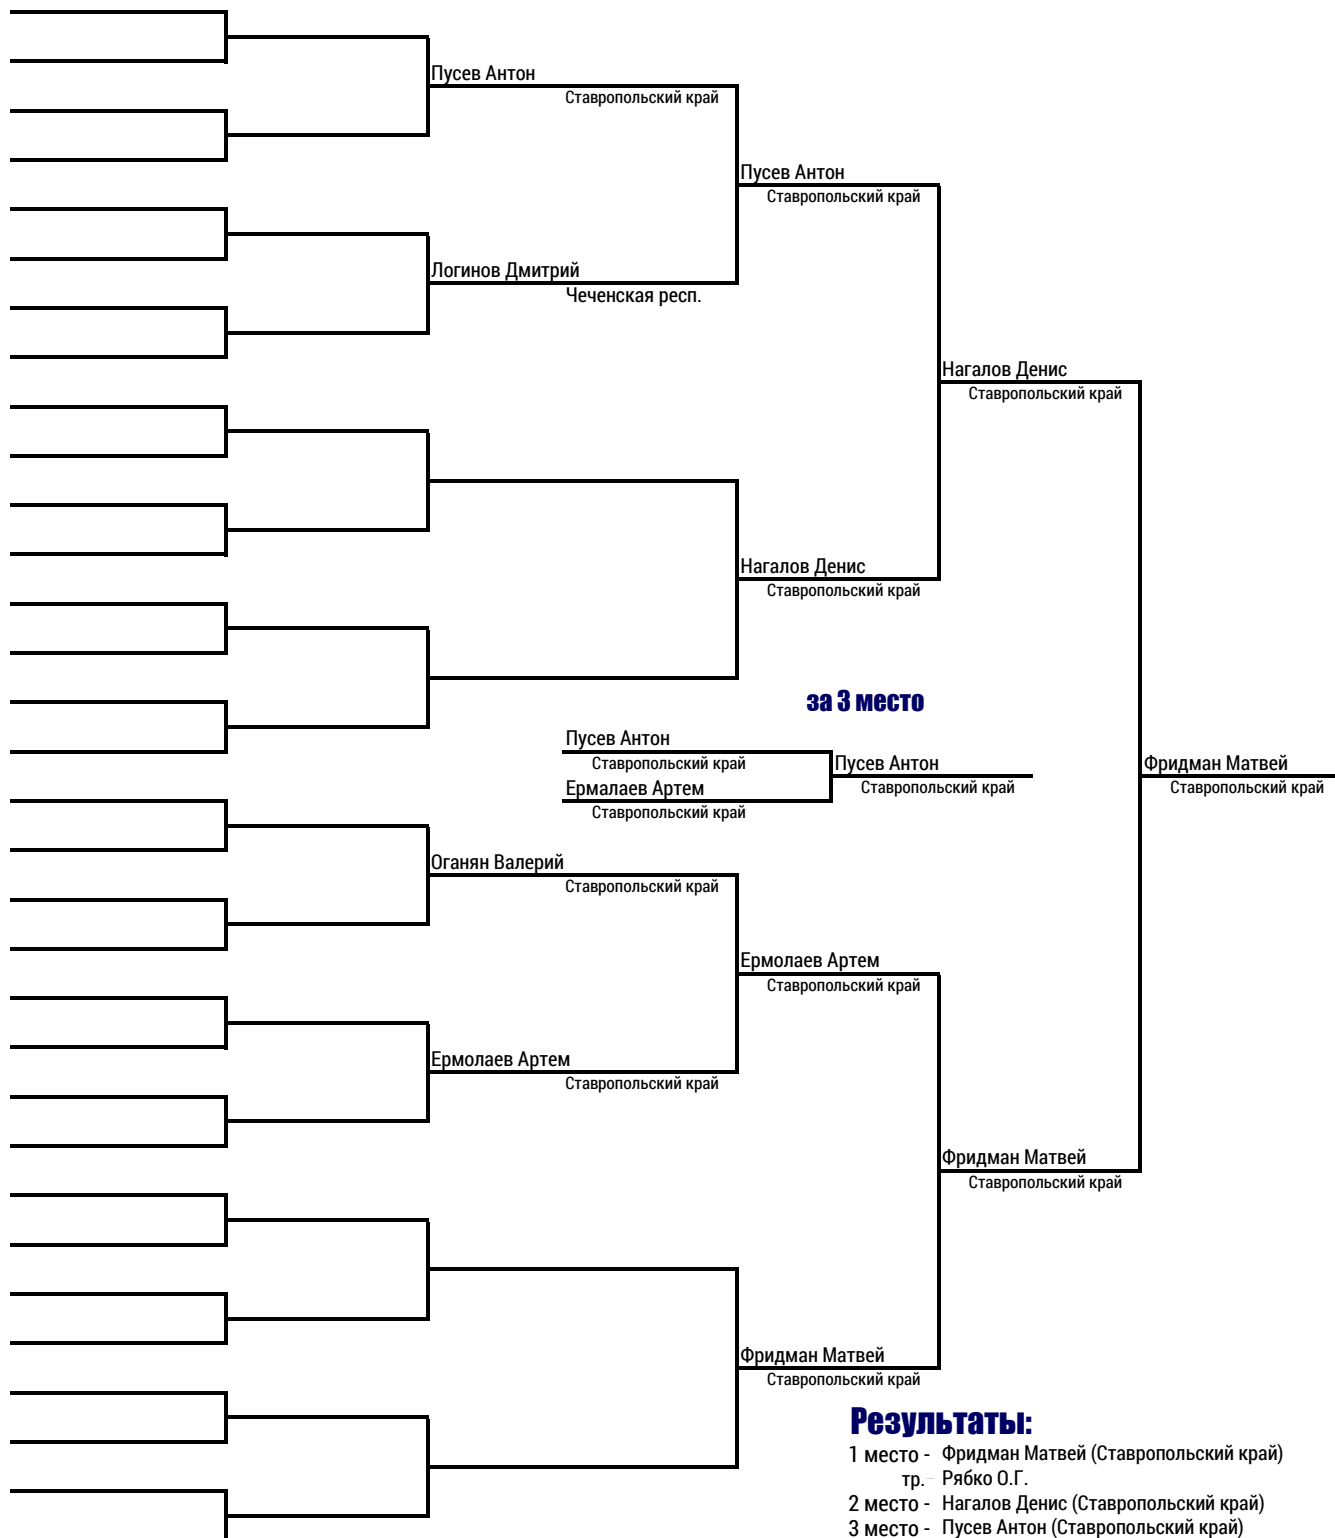 Пусев Антон
Ставропольский край
Пусев Антон
Ставропольский край
Логинов Дмитрий
Чеченская респ.
Нагалов Денис
Ставропольский край
Нагалов Денис
Ставропольский край
за 3 место
Пусев Антон
Ставропольский край
Пусев Антон
Ставропольский край
Фридман Матвей
Ставропольский край
Ермалаев Артем
Ставропольский край
Оганян Валерий
Ставропольский край
Ермолаев Артем
Ставропольский край
Ермолаев Артем
Ставропольский край
Фридман Матвей
Ставропольский край
Фридман Матвей
Ставропольский край
Результаты:
1 место - Фридман Матвей (Ставропольский край)
тр.- Рябко О.Г.
2 место - Нагалов Денис (Ставропольский край)
3 место - Пусев Антон (Ставропольский край)